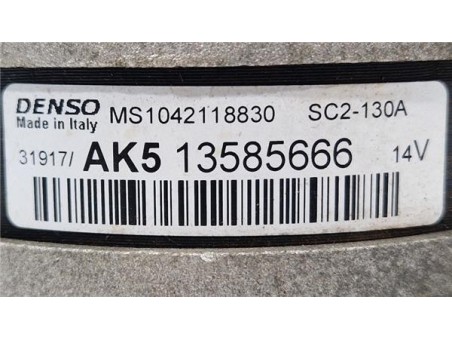 DENSO MS1042118830 SC2-130A
Made in Italy
31917/ AK5 13585666 14V